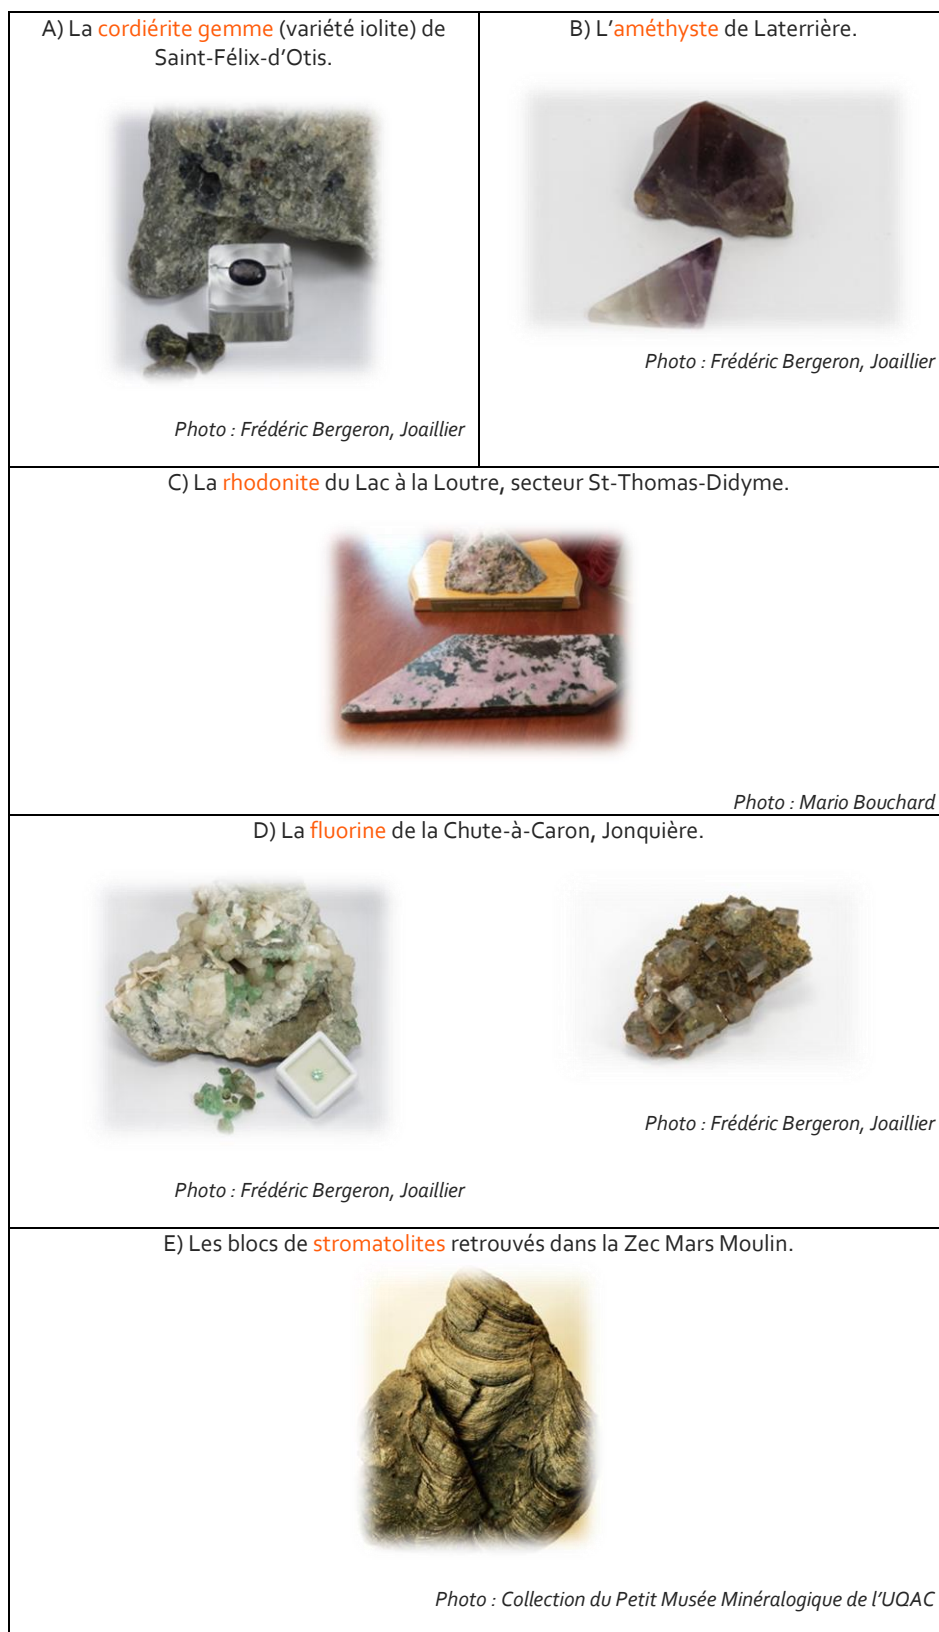 A) La cordiérite gemme (variété iolite) de
Saint-Félix-d’Otis.
Photo : Frédéric Bergeron, Joaillier
B) L’améthyste de Laterrière.
Photo : Frédéric Bergeron, Joaillier
C) La rhodonite du Lac à la Loutre, secteur St-Thomas-Didyme.
Photo : Mario Bouchard
D) La fluorine de la Chute-à-Caron, Jonquière.
Photo : Frédéric Bergeron, Joaillier
Photo : Frédéric Bergeron, Joaillier
E) Les blocs de stromatolites retrouvés dans la Zec Mars Moulin.
Photo : Collection du Petit Musée Minéralogique de l’UQAC